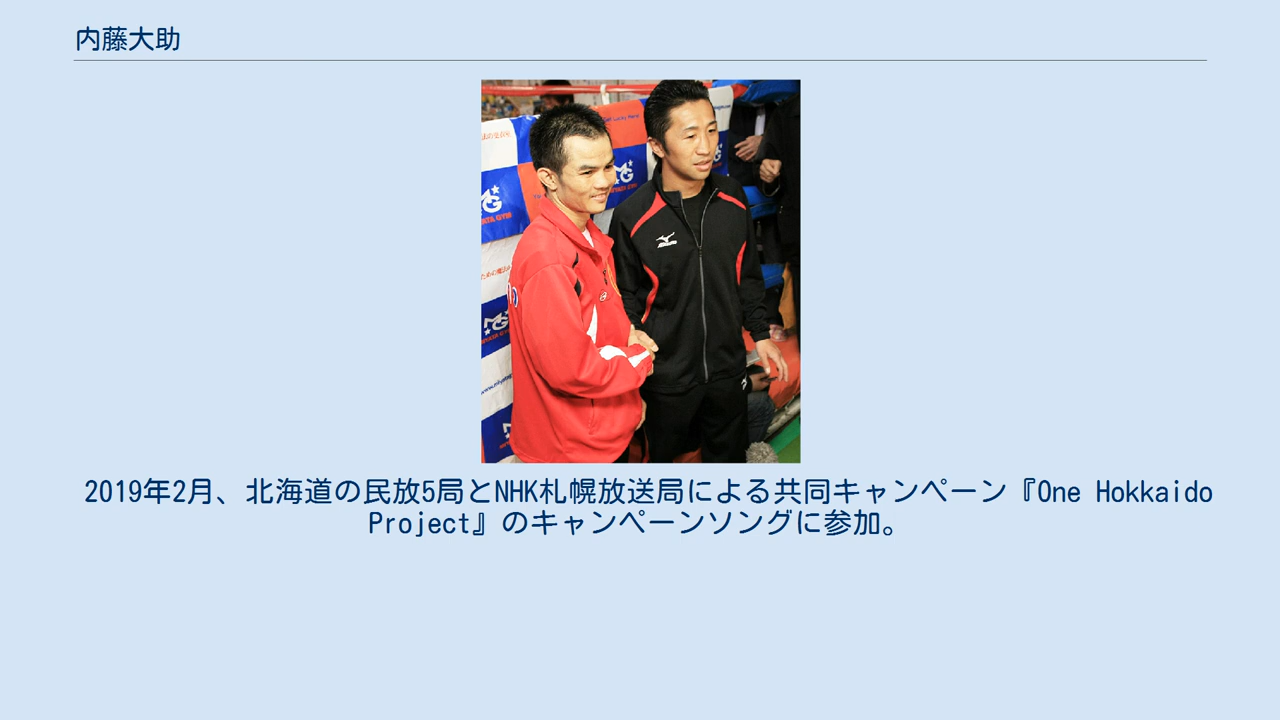 内藤大助
2019年2月、北海道の民放5局とNHK札幌放送局による共同キャンペーン『One Hokkaido
Project』のキャンペーンソングに参加。